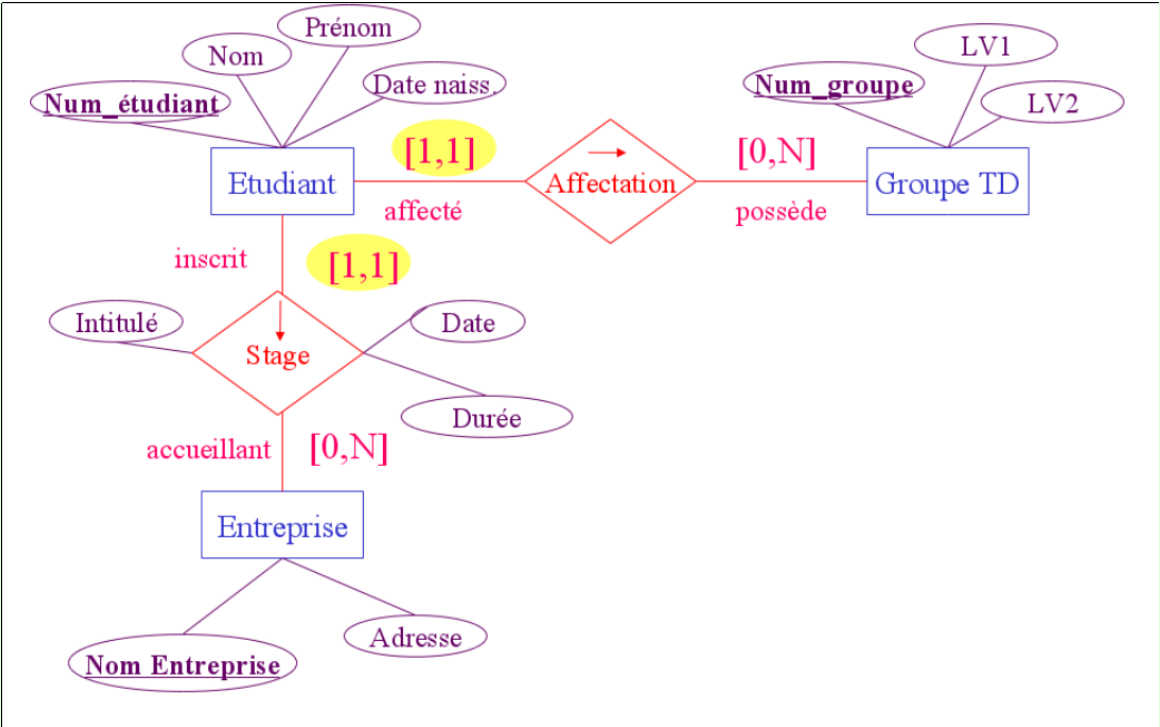 Prénom
Nom
LV1
Date naiss.
Num_groupe
Num_étudiant
LV2
[1,1]
[0,N]
Etudiant
Affectation
Groupe TD
affecté
possède
inscrit
[1,1]
Intitulé
Date
Stage
Durée
accueillant
[0,N]
Entreprise
Adresse
Nom Entreprise